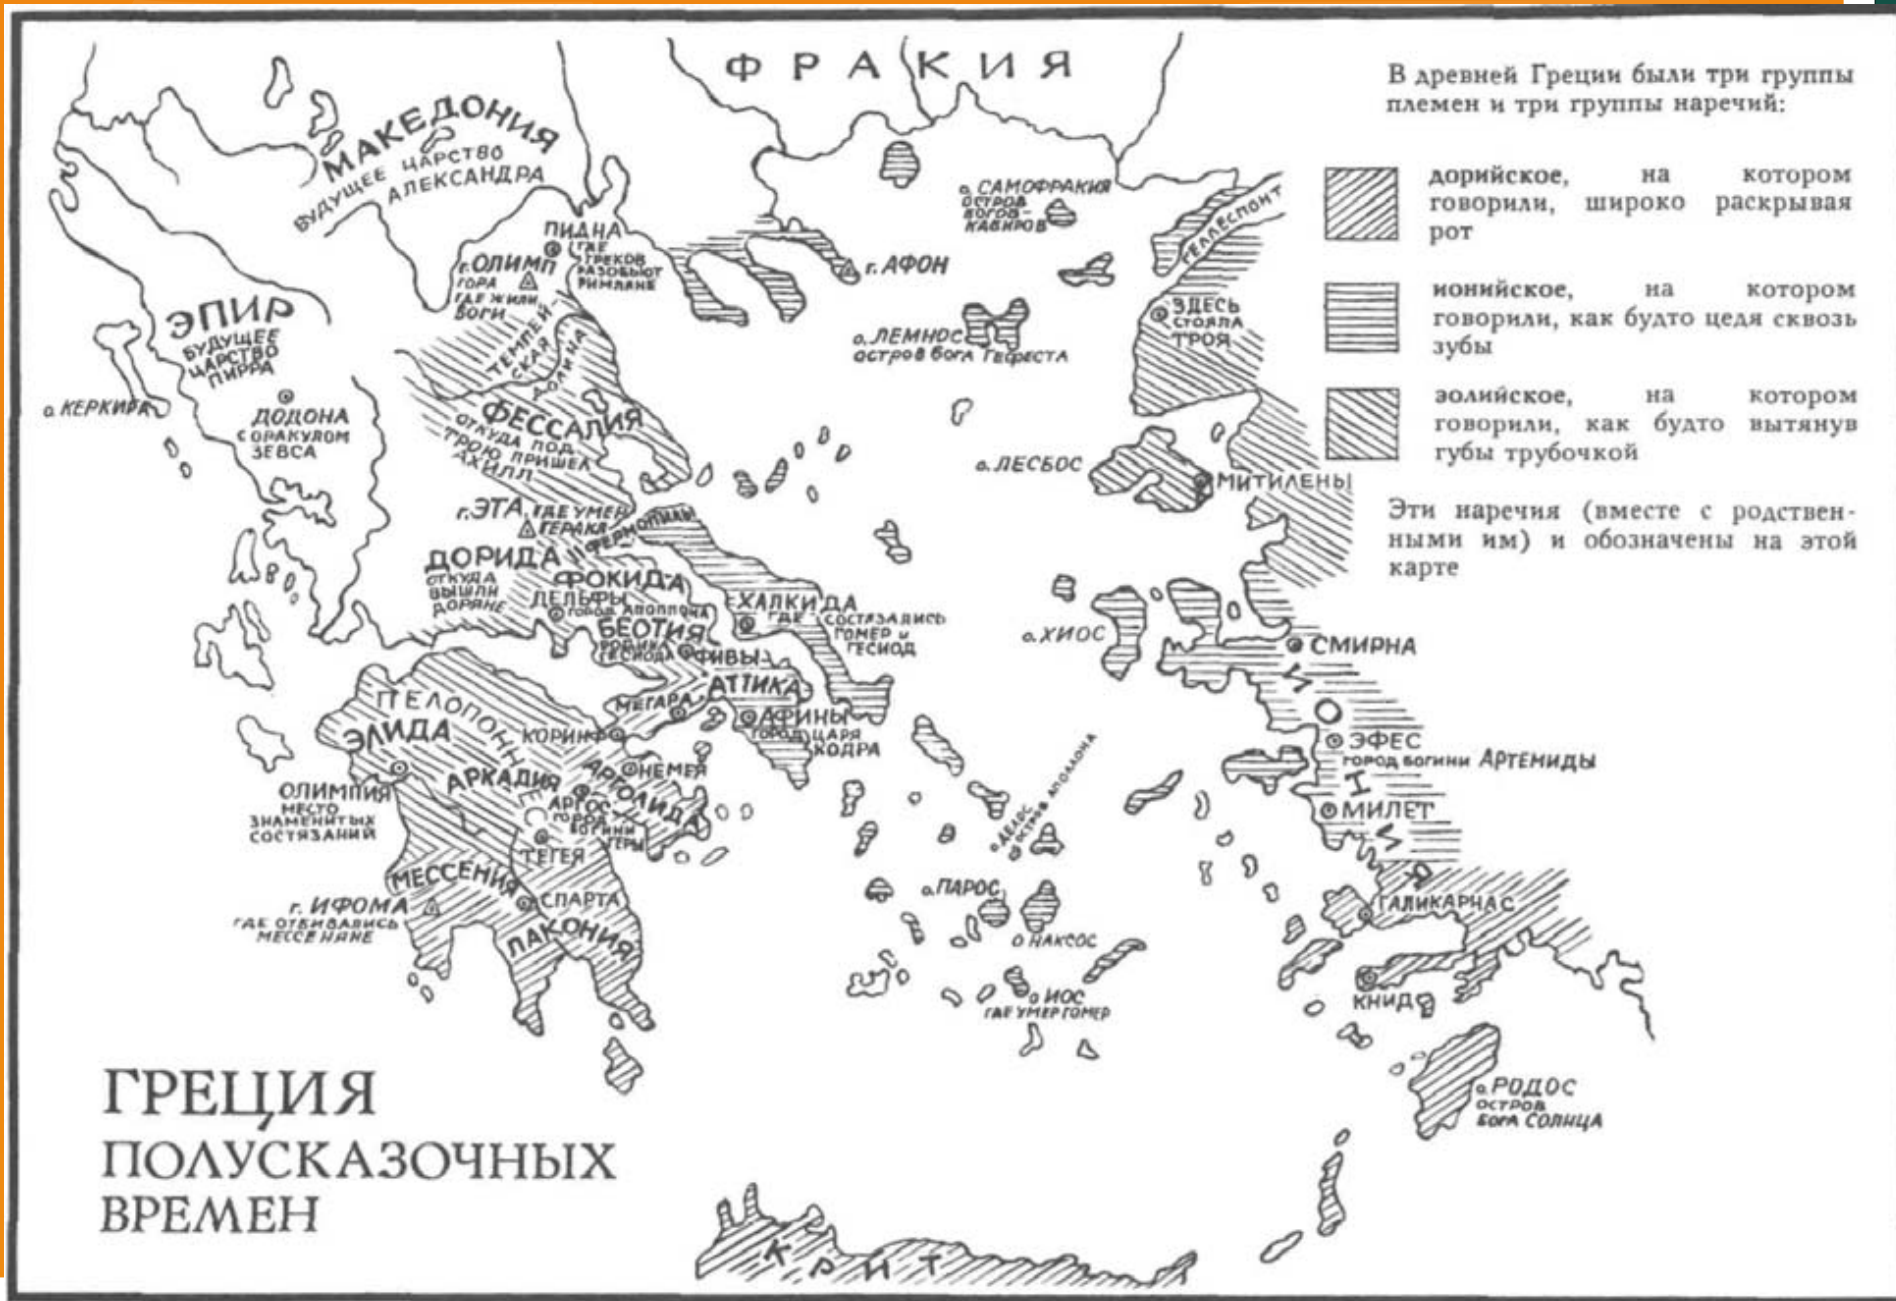 ФРАКИЯ
МАКЕДОНИЯ
БУДУЩЕЕ ЦАРСТВО
АЛЕКСАНДРА
В древней Греции были три группы
племен и три группы наречий:
дорийское, на котором
говорили, широко раскрывая
рот
ионийское, на котором
говорили, как будто цедя сквозь
зубы
эолийское, на котором
говорили, как будто вытянув
губы трубочкой
Эти наречия (вместе с родствен-
ными им) и обозначены на этой
карте
о. САМОФРАКИЯ
ОСТРОВ
БОГОВ-
КАБИРОВ
ГЕЛЛЕСПОНТ
ПИДНА
ГДЕ
ГРЕКОВ
РАЗОБЬЮТ
РИМЛЯНЕ
г. ОЛИМП
ГОРА
ГДЕ ЖИЛИ
БОГИ
г. АФОН
ЭПИР
БУДУЩЕЕ
ЦАРСТВО
ПИРРА
ТЕМПЕЙ-
СКАЯ
ДОЛИНА
ЗДЕСЬ
СТОЯЛА
ТРОЯ
о. ЛЕМНОС
ОСТРОВ БОГА ГЕФЕСТА
о. КЕРКИРА
ДОДОНА
С ОРАКУЛОМ
ЗЕВСА
ФЕССАЛИЯ
ОТКУДА ПОД
ТРОЮ ПРИШЕЛ
АХИЛЛ
о. ЛЕСБОС
МИТИЛЕНЫ
г. ЭТА, ГДЕ УМЕР
ГЕРАКЛ
ФЕРМОПИЛЫ
ДОРИДА
ОТКУДА
ВЫШЛИ
ДОРЯНЕ
ФОКИДА
ДЕЛЬФЫ
ГОРОД АПОЛЛОНА
БЕОТИЯ
РОДИНА
ГЕСИОДА
ФИВЫ
ХАЛКИДА
ГДЕ СОСТЯЗАЛИСЬ
ГОМЕР и
ГЕСИОД
о. ХИОС
СМИРНА
АТТИКА
МЕГАРА
АФИНЫ
ГОРОД ЦАРЯ
КОДРА
ПЕЛОПОННЕС
ЭЛИДА
КОРИНФ
НЕМЕЯ
АРКАДИЯ
АРГОЛИДА
АРГОС
ГОРОД
БОГИНИ
ГЕРЫ
ОЛИМПИЯ
МЕСТО
ЗНАМЕНИТЫХ
СОСТЯЗАНИЙ
ТЕГЕЯ
ЭФЕС
ГОРОД БОГИНИ АРТЕМИДЫ
МИЛЕТ
о. ДЕЛОС
ОСТРОВ АПОЛЛОНА
МЕССЕНИЯ
СПАРТА
г. ИФОМА
ГДЕ ОТБИВАЛИСЬ
МЕССЕНЯНЕ
ЛАКОНИЯ
о. ПАРОС
О НАКСОС
о ИОС
ГДЕ УМЕР ГОМЕР
ГАЛИКАРНАС
КНИД
о. РОДОС
ОСТРОВ
БОГА СОЛНЦА
ГРЕЦИЯ
ПОЛУСКАЗОЧНЫХ
ВРЕМЕН
КРИТ